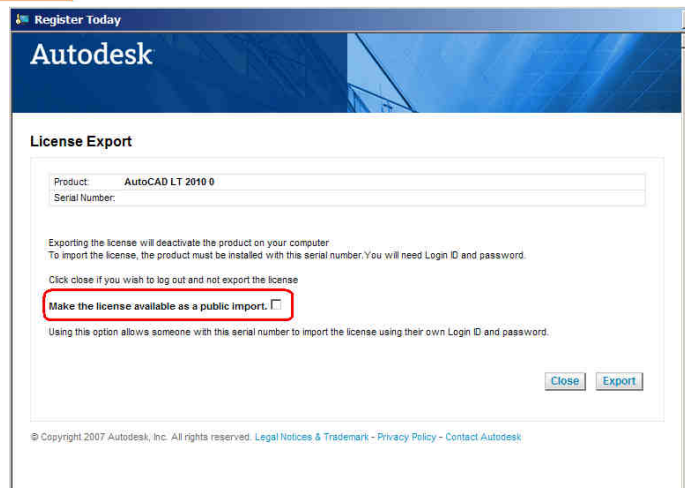 Register Today
Autodesk
License Export
Product: AutoCAD LT 2010 0
Serial Number:
Exporting the license will deactivate the product on your computer
To import the license, the product must be installed with this serial number. You will need Login ID and password.
Click close if you wish to log out and not export the license
Make the license available as a public import.
Using this option allows someone with this serial number to import the license using their own Login ID and password.
Close Export
© Copyright 2007 Autodesk, Inc. All rights reserved. Legal Notices & Trademark - Privacy Policy - Contact Autodesk